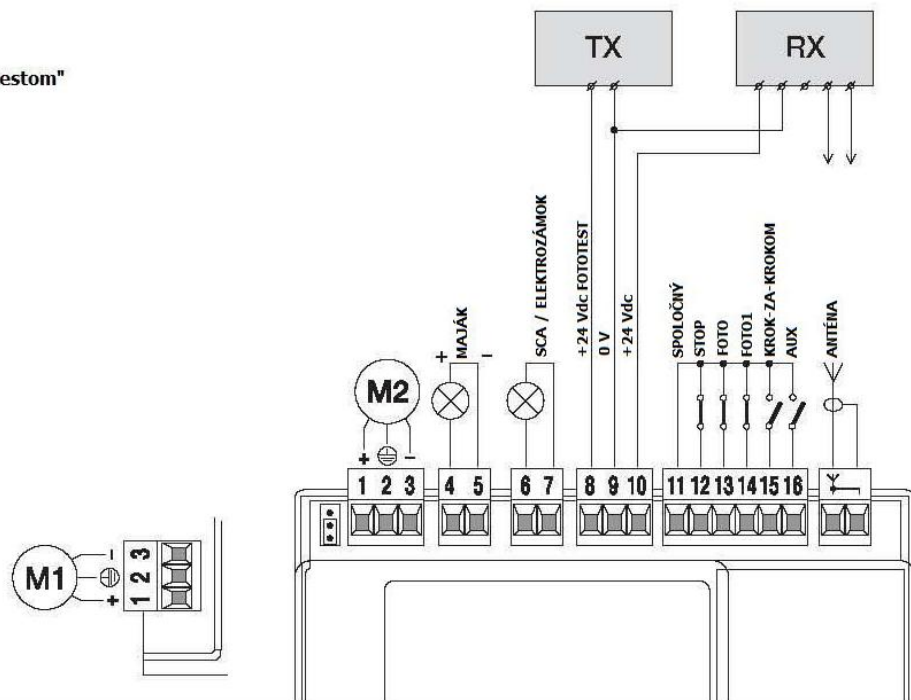 TX
RX
estom"
+24 Vdc FOTOTEST
0 V
+24 Vdc
SCA / ELEKTROZÁMOK
+ MAJÁK -
SPOLOČNÝ
STOP
FOTO
FOTO1
KROK-ZA-KROKOM
AUX
ANTÉNA
M2
+ -
1 2 3
4 5
6 7
8 9 10
11 12 13 14 15 16
M1
- 3
2
+ 1